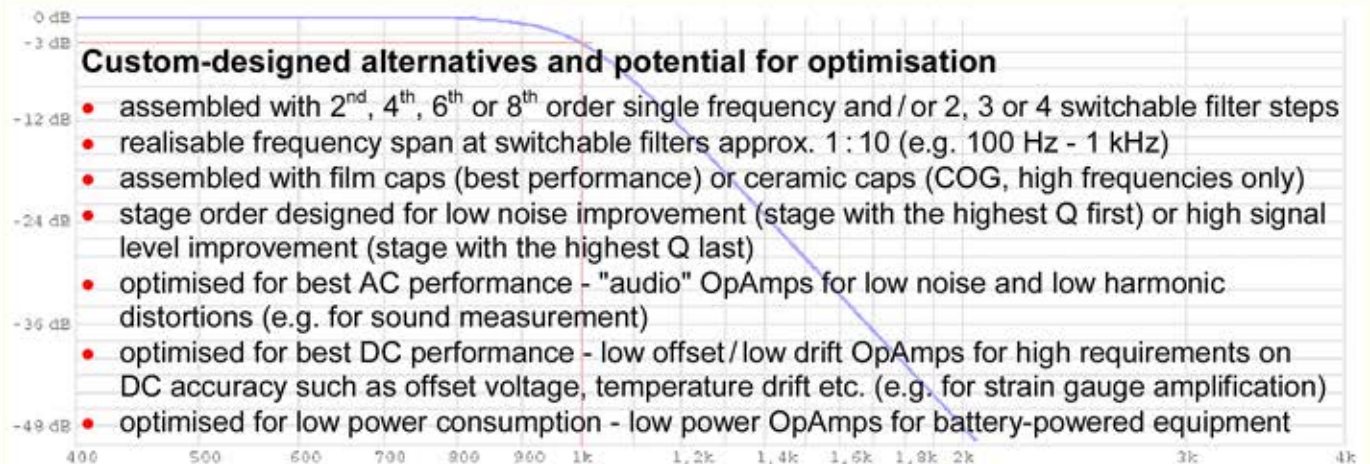 0 dB
-3 dB
Custom-designed alternatives and potential for optimisation
• assembled with 2nd, 4th, 6th or 8th order single frequency and / or 2, 3 or 4 switchable filter steps
-12 dB
• realisable frequency span at switchable filters approx. 1 : 10 (e.g. 100 Hz - 1 kHz)
• assembled with film caps (best performance) or ceramic caps (COG, high frequencies only)
• stage order designed for low noise improvement (stage with the highest Q first) or high signal
-24 dB
level improvement (stage with the highest Q last)
• optimised for best AC performance - "audio" OpAmps for low noise and low harmonic
distortions (e.g. for sound measurement)
-36 dB
• optimised for best DC performance - low offset / low drift OpAmps for high requirements on
DC accuracy such as offset voltage, temperature drift etc. (e.g. for strain gauge amplification)
• optimised for low power consumption - low power OpAmps for battery-powered equipment
-48 dB
400 500 600 700 800 900 1k 1,2k 1,4k 1,6k 1,8k 2k 3k 4k